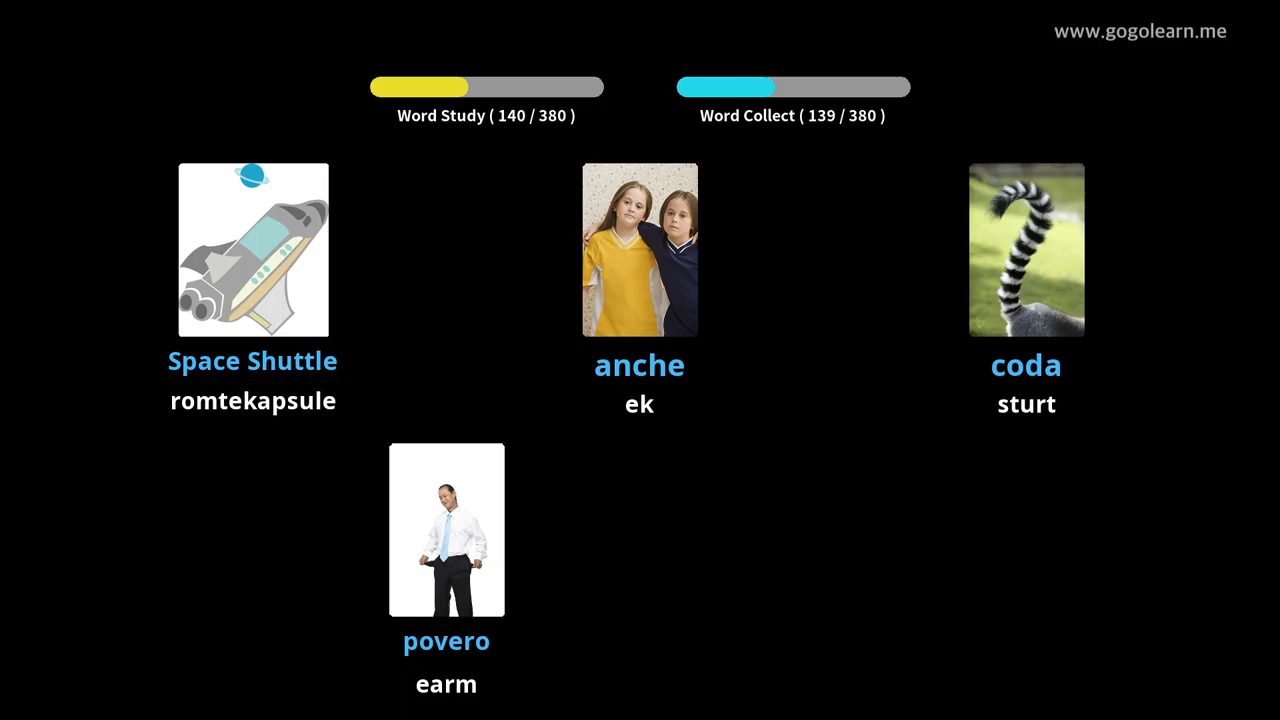 www.gogolearn.me
Word Study ( 140 / 380 )
Word Collect ( 139 / 380 )
Space Shuttle
romtekapsule
anche
ek
coda
sturt
povero
earm